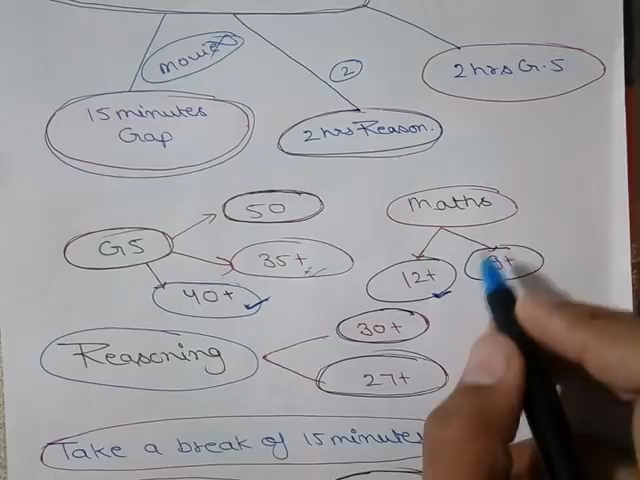 movie
2
2 hrs G.S
15 minutes
Gap
2 hrs Reason.
50
Maths
GS
35+
12+
40+
30+
Reasoning
27+
Take a break of 15 minutes